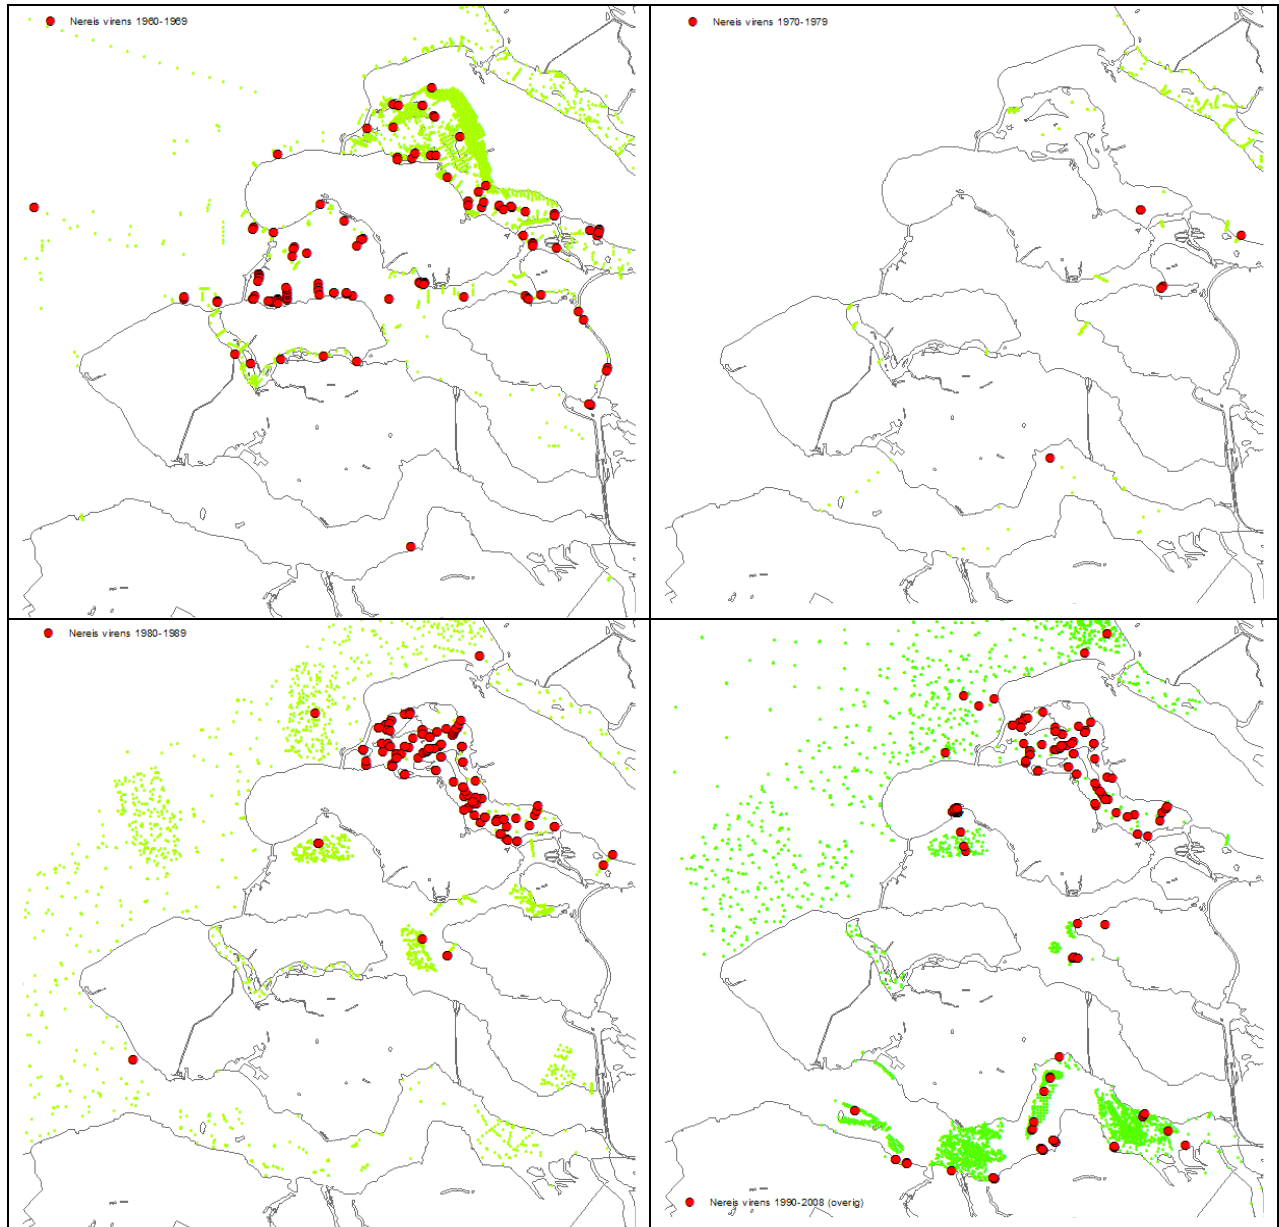 Nereis virens 1960-1969
Nereis virens 1970-1979
Nereis virens 1980-1989
Nereis virens 1990-2008 (overig)